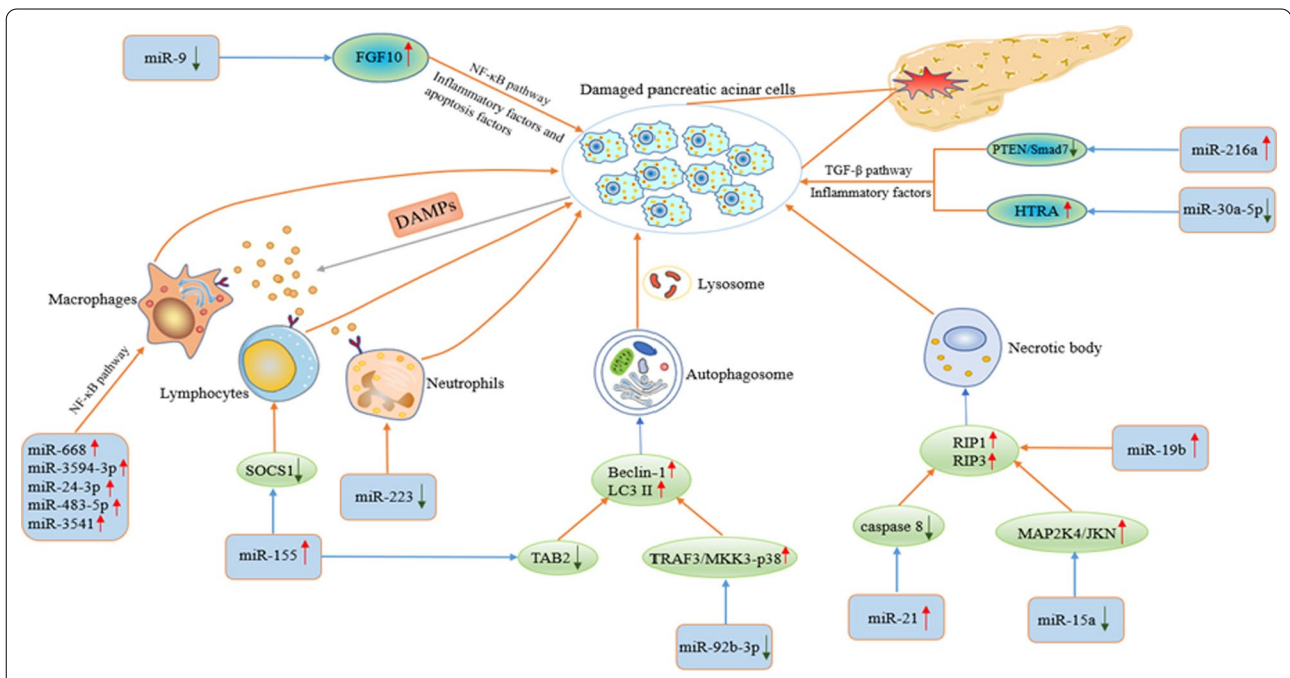 miR-9
FGF10
NF-κB pathway
Inflammatory factors and
apoptosis factors
Damaged pancreatic acinar cells
PTEN/Smad7
miR-216a
TGF-β pathway
Inflammatory factors
HTRA
miR-30a-5p
DAMPs
Macrophages
Lysosome
NF-κB pathway
Lymphocytes
Neutrophils
Autophagosome
Necrotic body
miR-668
miR-3594-3p
miR-24-3p
miR-483-5p
miR-3541
SOCS1
miR-223
Beclin-1
LC3 II
RIP1
RIP3
miR-19b
miR-155
TAB2
TRAF3/MKK3-p38
caspase 8
MAP2K4/JKN
miR-92b-3p
miR-21
miR-15a